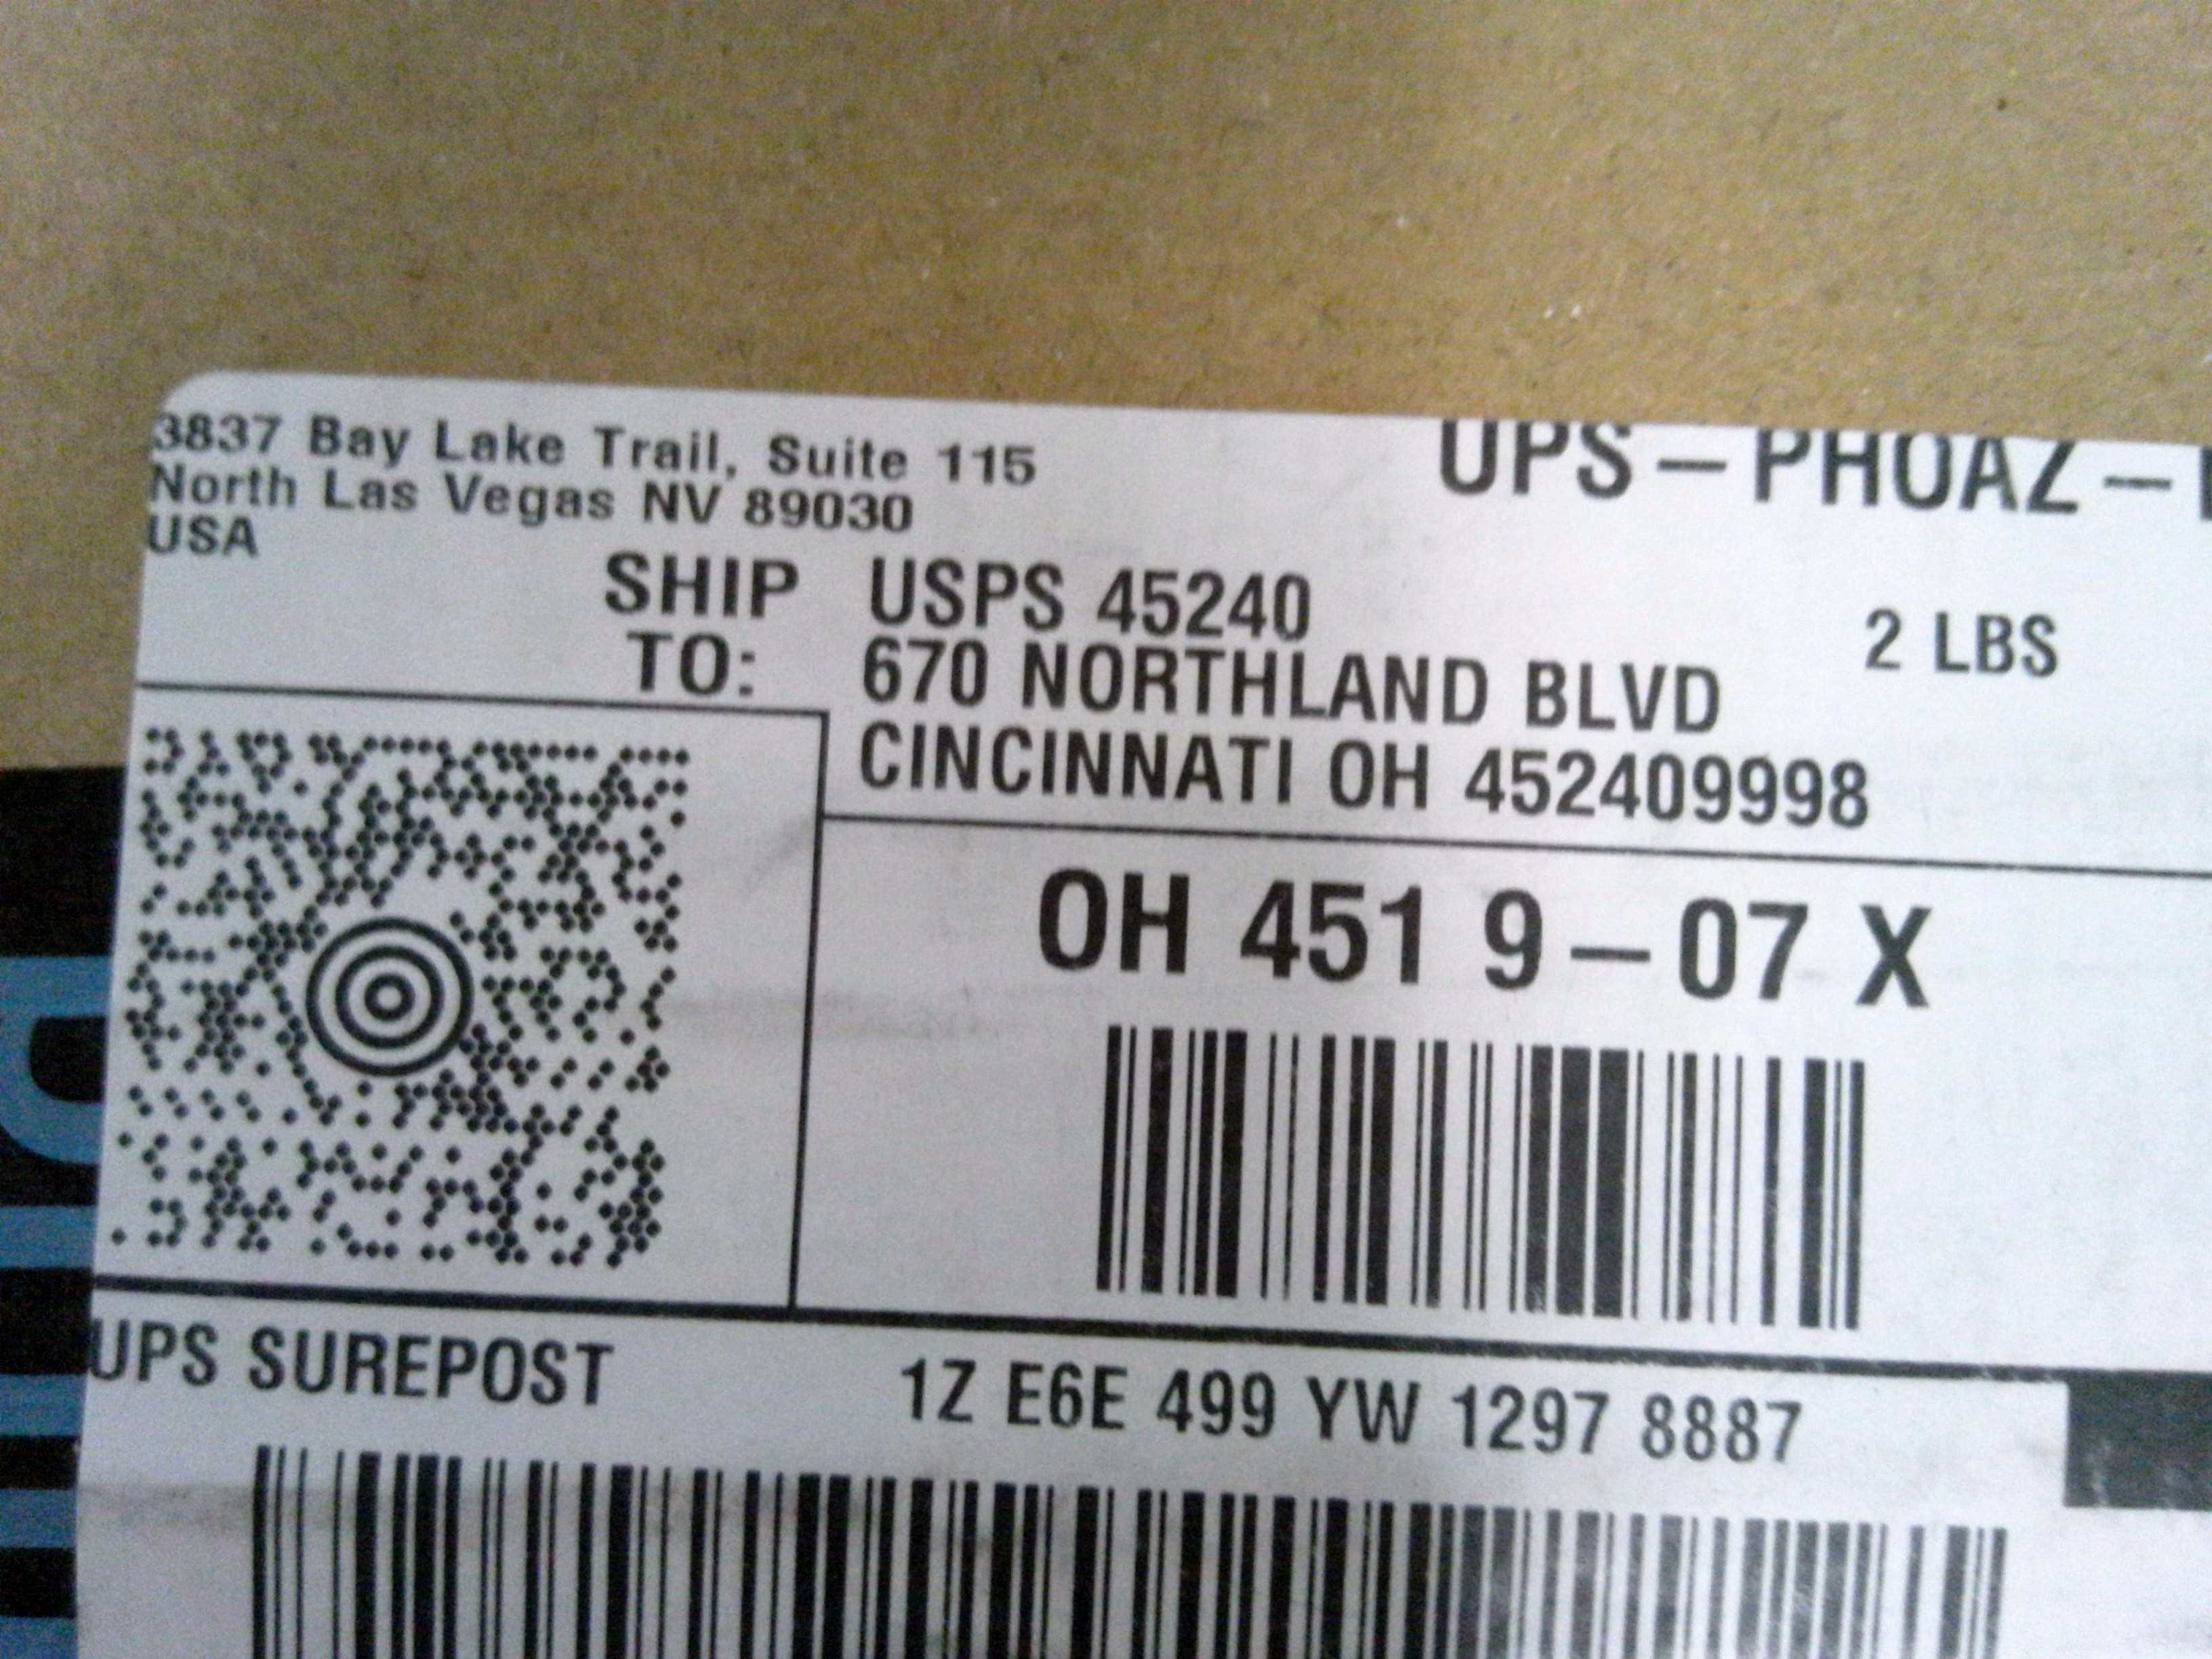 3837 Bay Lake Trail, Suite 115
North Las Vegas NV 89030
USA
UPS – PHOAZ –
SHIP TO:
USPS 45240
670 NORTHLAND BLVD
CINCINNATI OH 452409998
2 LBS
OH 451 9 – 07 X
UPS SUREPOST
1Z E6E 499 YW 1297 8887